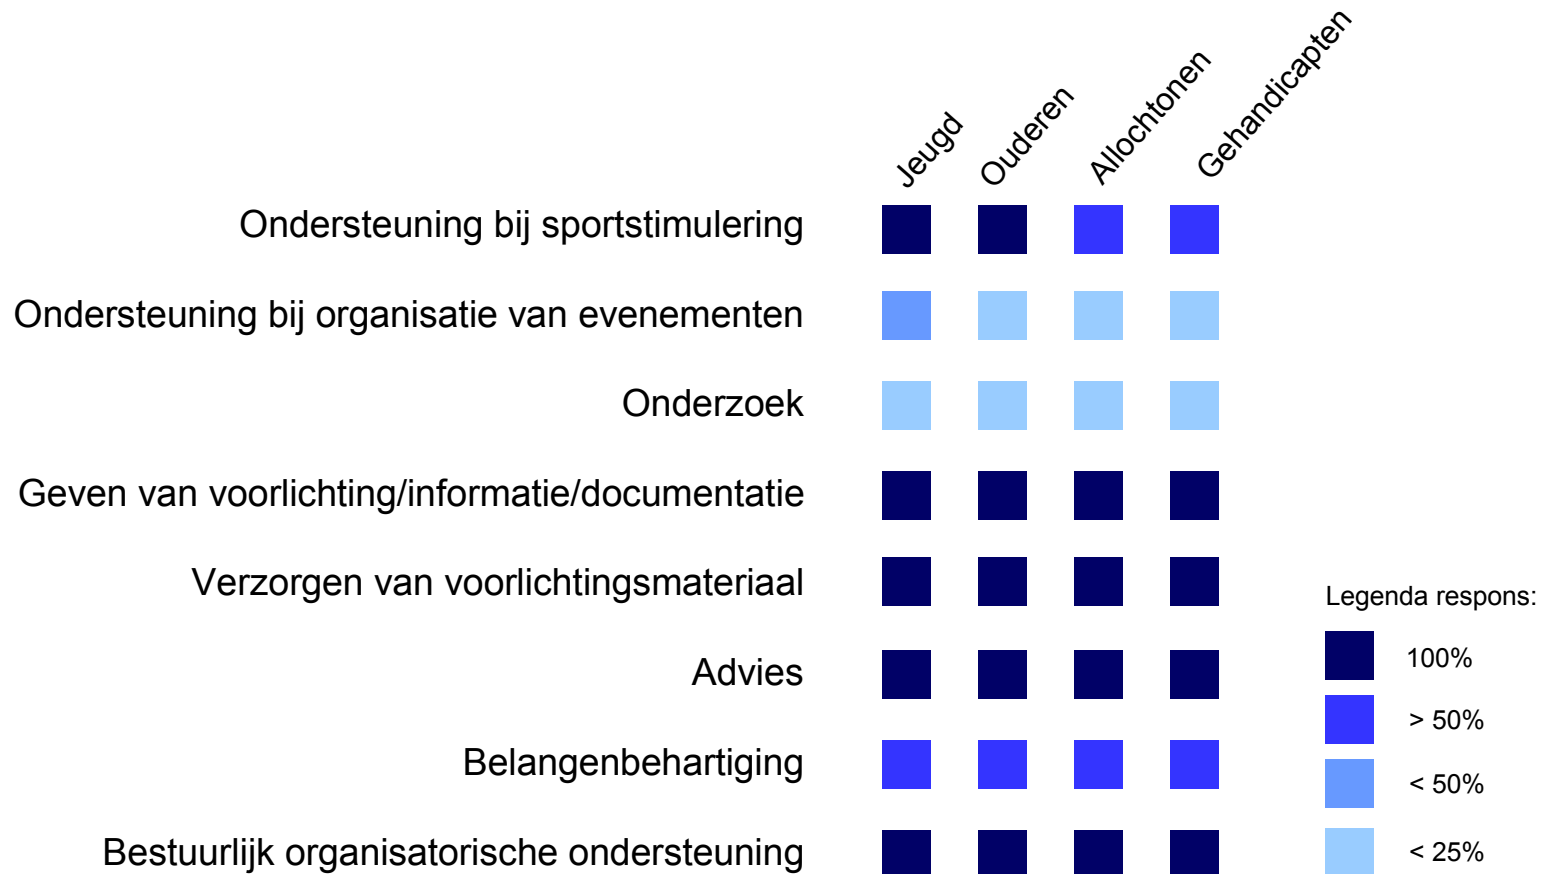 Jeugd
Ouderen
Allochtonen
Gehandicapten
Ondersteuning bij sportstimulering
Ondersteuning bij organisatie van evenementen
Onderzoek
Geven van voorlichting/informatie/documentatie
Verzorgen van voorlichtingsmateriaal
Advies
Belangenbehartiging
Bestuurlijk organisatorische ondersteuning
Legenda respons:
100%
> 50%
< 50%
< 25%